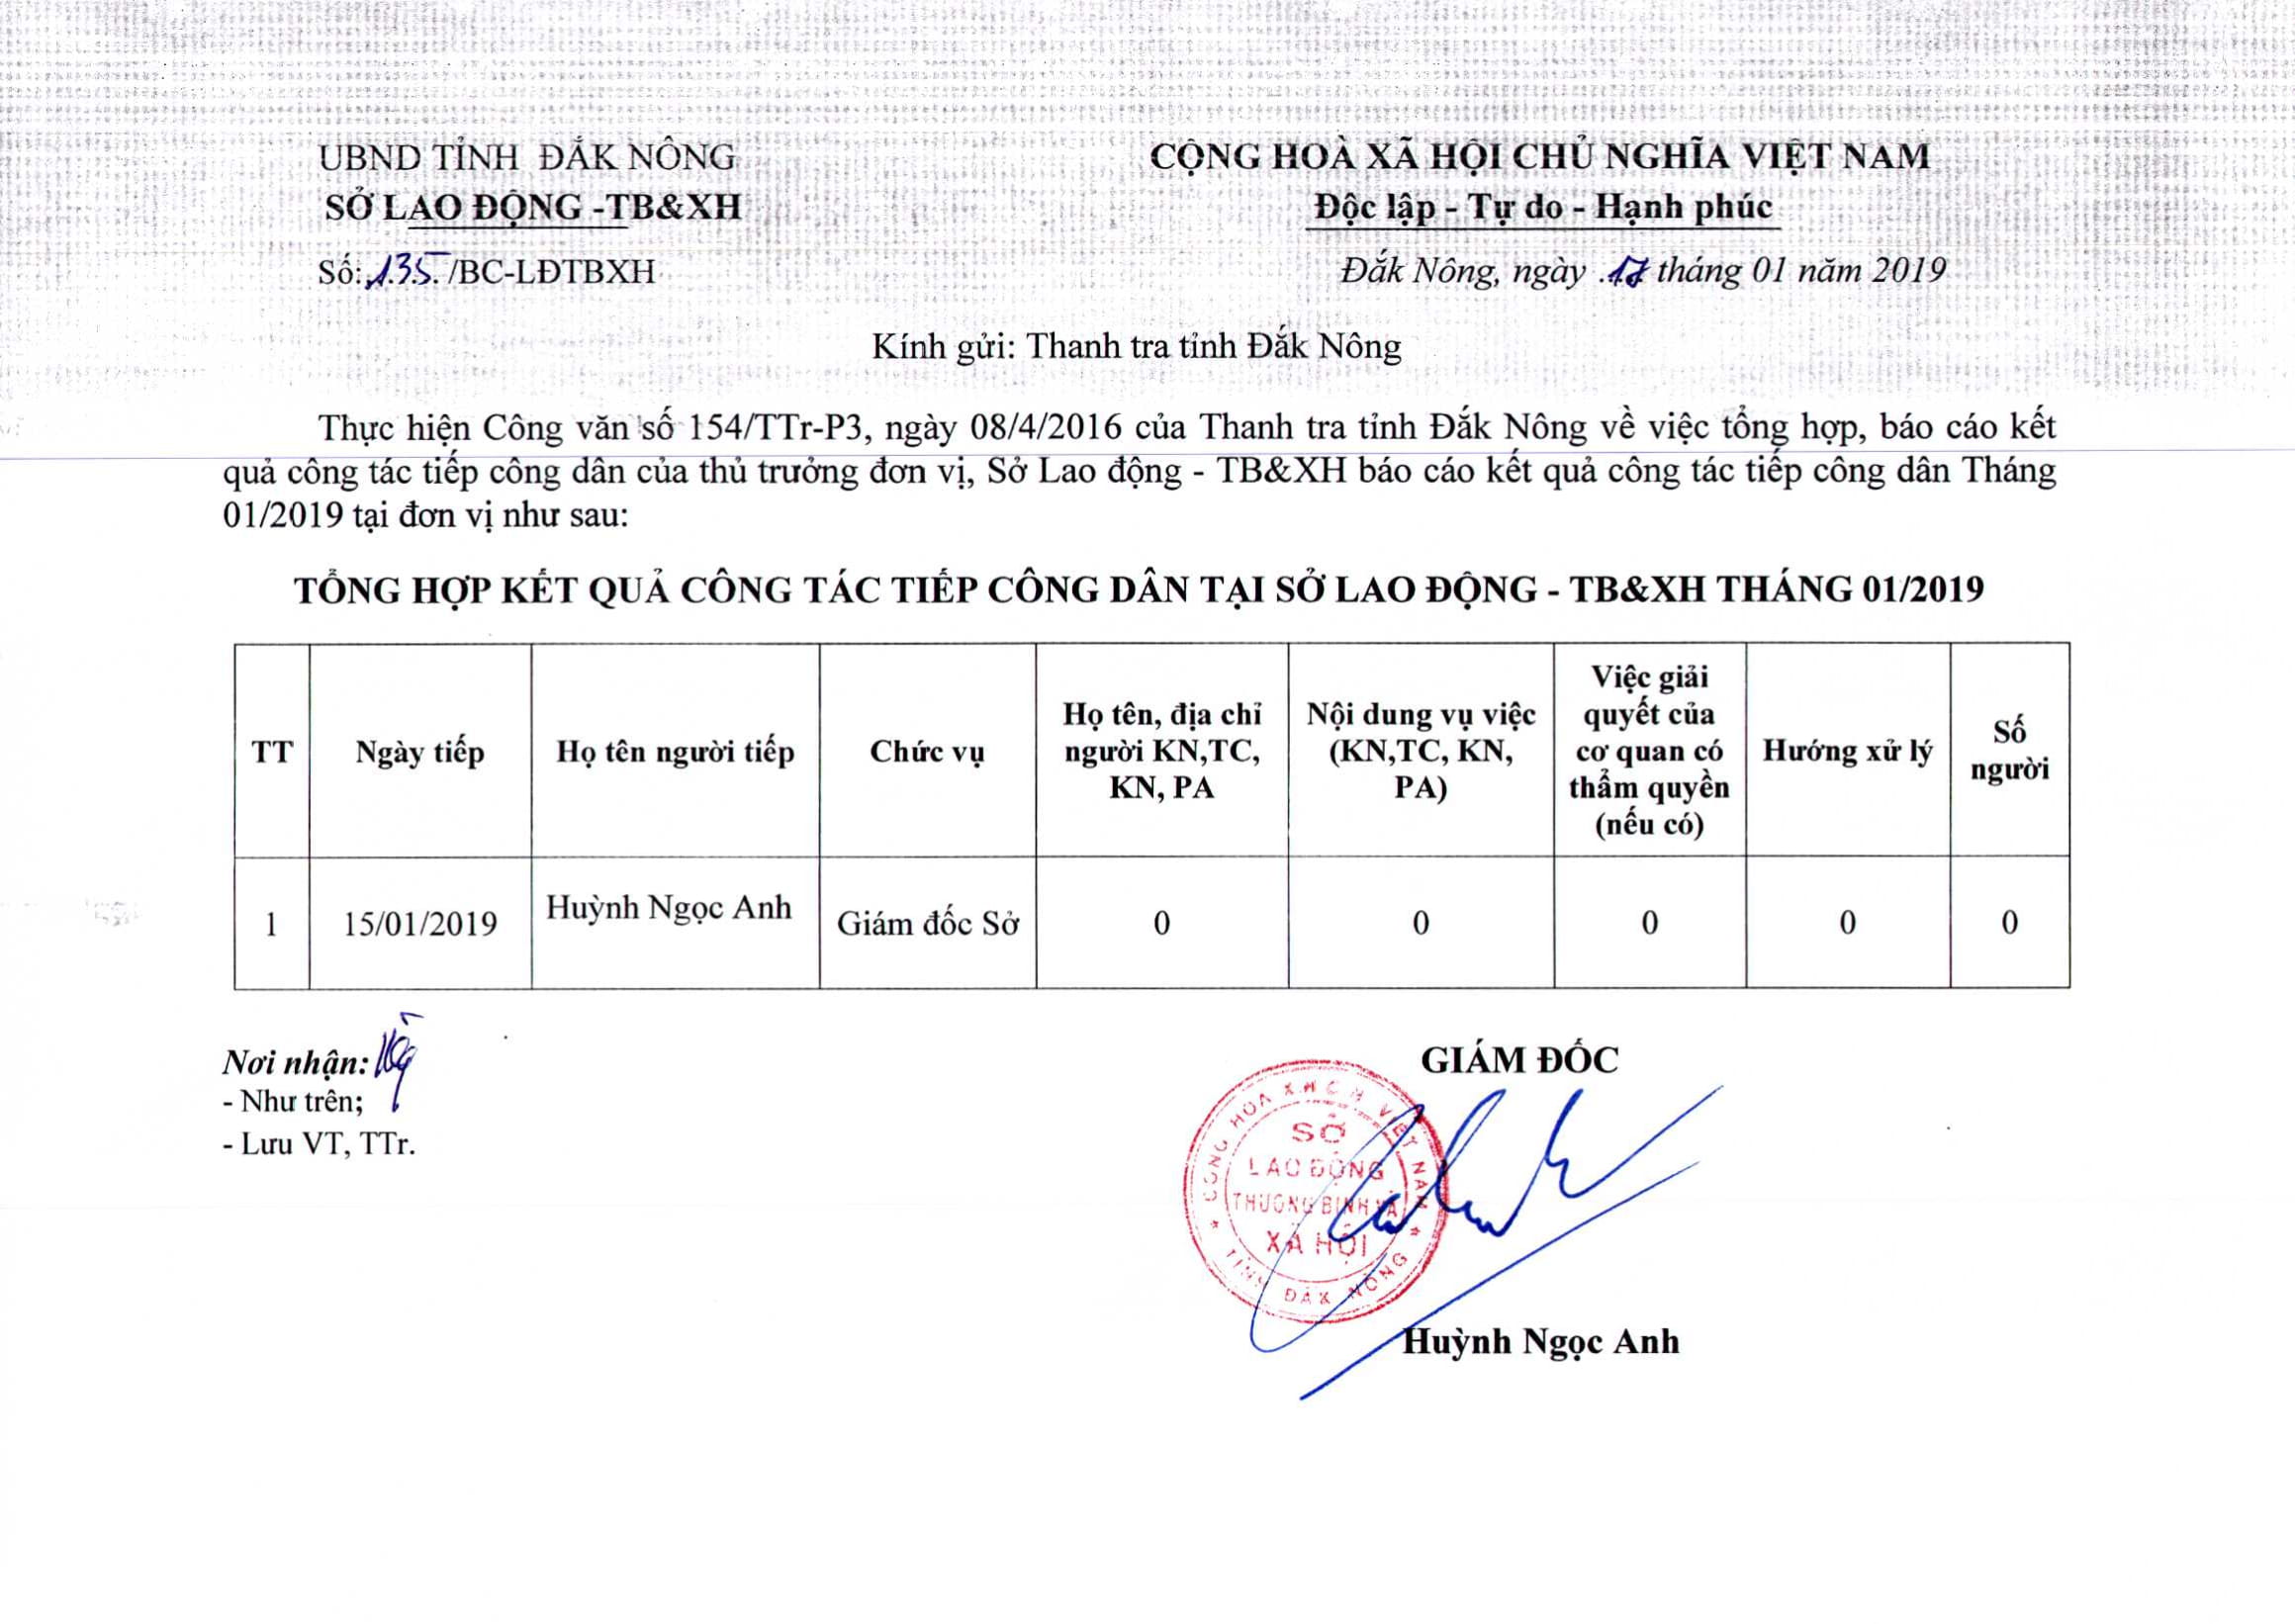 UBND TỈNH ĐẮK NÔNG
SỞ LAO ĐỘNG -TB&XH
Số: 135 /BC-LĐTBXH
CỘNG HOÀ XÃ HỘI CHỦ NGHĨA VIỆT NAM
Độc lập - Tự do - Hạnh phúc
Đắk Nông, ngày 17 tháng 01 năm 2019
Kính gửi: Thanh tra tỉnh Đắk Nông
Thực hiện Công văn số 154/TTr-P3, ngày 08/4/2016 của Thanh tra tỉnh Đắk Nông về việc tổng hợp, báo cáo kết
quả công tác tiếp công dân của thủ trưởng đơn vị, Sở Lao động - TB&XH báo cáo kết quả công tác tiếp công dân Tháng
01/2019 tại đơn vị như sau:
TỔNG HỢP KẾT QUẢ CÔNG TÁC TIẾP CÔNG DÂN TẠI SỞ LAO ĐỘNG - TB&XH THÁNG 01/2019
TT
Ngày tiếp
Họ tên người tiếp
Chức vụ
Họ tên, địa chỉ
người KN,TC,
KN, PA
Nội dung vụ việc
(KN,TC, KN,
PA)
Việc giải
quyết của
cơ quan có
thẩm quyền
(nếu có)
Hướng xử lý
Số
người
1
15/01/2019
Huỳnh Ngọc Anh
Giám đốc Sở
0
0
0
0
0
Nơi nhận:
- Như trên;
- Lưu VT, TTr.
GIÁM ĐỐC
CỘNG HÒA X.H.C.N VIỆT NAM
SỞ
LAO ĐỘNG
THƯƠNG BINH VÀ
XÃ HỘI
TỈNH ĐẮK NÔNG
Huỳnh Ngọc Anh